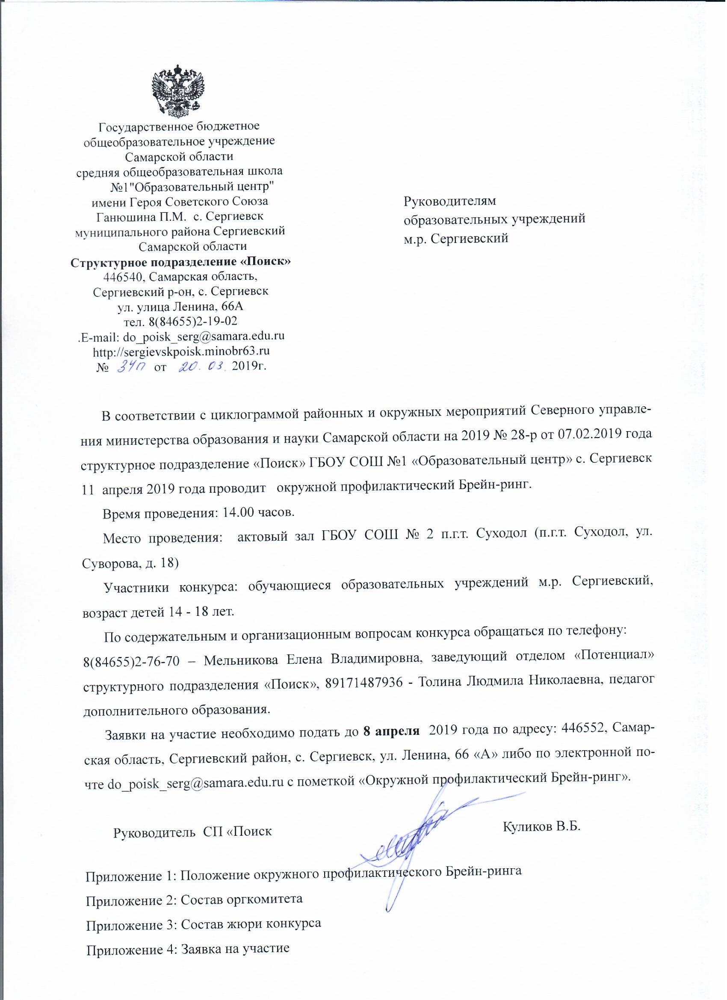 Государственное бюджетное
общеобразовательное учреждение
Самарской области
средняя общеобразовательная школа
№1"Образовательный центр"
имени Героя Советского Союза
Ганюшина П.М. с. Сергиевск
муниципального района Сергиевский
Самарской области
Структурное подразделение «Поиск»
446540, Самарская область,
Сергиевский р-он, с. Сергиевск
ул. улица Ленина, 66А
тел. 8(84655)2-19-02
.E-mail: do_poisk_serg@samara.edu.ru
http://sergievskpoisk.minobr63.ru
№ 34п от 20. 03. 2019г.
Руководителям
образовательных учреждений
м.р. Сергиевский
В соответствии с циклограммой районных и окружных мероприятий Северного управле-
ния министерства образования и науки Самарской области на 2019 № 28-р от 07.02.2019 года
структурное подразделение «Поиск» ГБОУ СОШ №1 «Образовательный центр» с. Сергиевск
11 апреля 2019 года проводит окружной профилактический Брейн-ринг.
Время проведения: 14.00 часов.
Место проведения: актовый зал ГБОУ СОШ № 2 п.г.т. Суходол (п.г.т. Суходол, ул.
Суворова, д. 18)
Участники конкурса: обучающиеся образовательных учреждений м.р. Сергиевский,
возраст детей 14 - 18 лет.
По содержательным и организационным вопросам конкурса обращаться по телефону:
8(84655)2-76-70 – Мельникова Елена Владимировна, заведующий отделом «Потенциал»
структурного подразделения «Поиск», 89171487936 - Толина Людмила Николаевна, педагог
дополнительного образования.
Заявки на участие необходимо подать до 8 апреля 2019 года по адресу: 446552, Самар-
ская область, Сергиевский район, с. Сергиевск, ул. Ленина, 66 «А» либо по электронной по-
чте do_poisk_serg@samara.edu.ru с пометкой «Окружной профилактический Брейн-ринг».
Руководитель СП «Поиск Куликов В.Б.
Приложение 1: Положение окружного профилактического Брейн-ринга
Приложение 2: Состав оргкомитета
Приложение 3: Состав жюри конкурса
Приложение 4: Заявка на участие